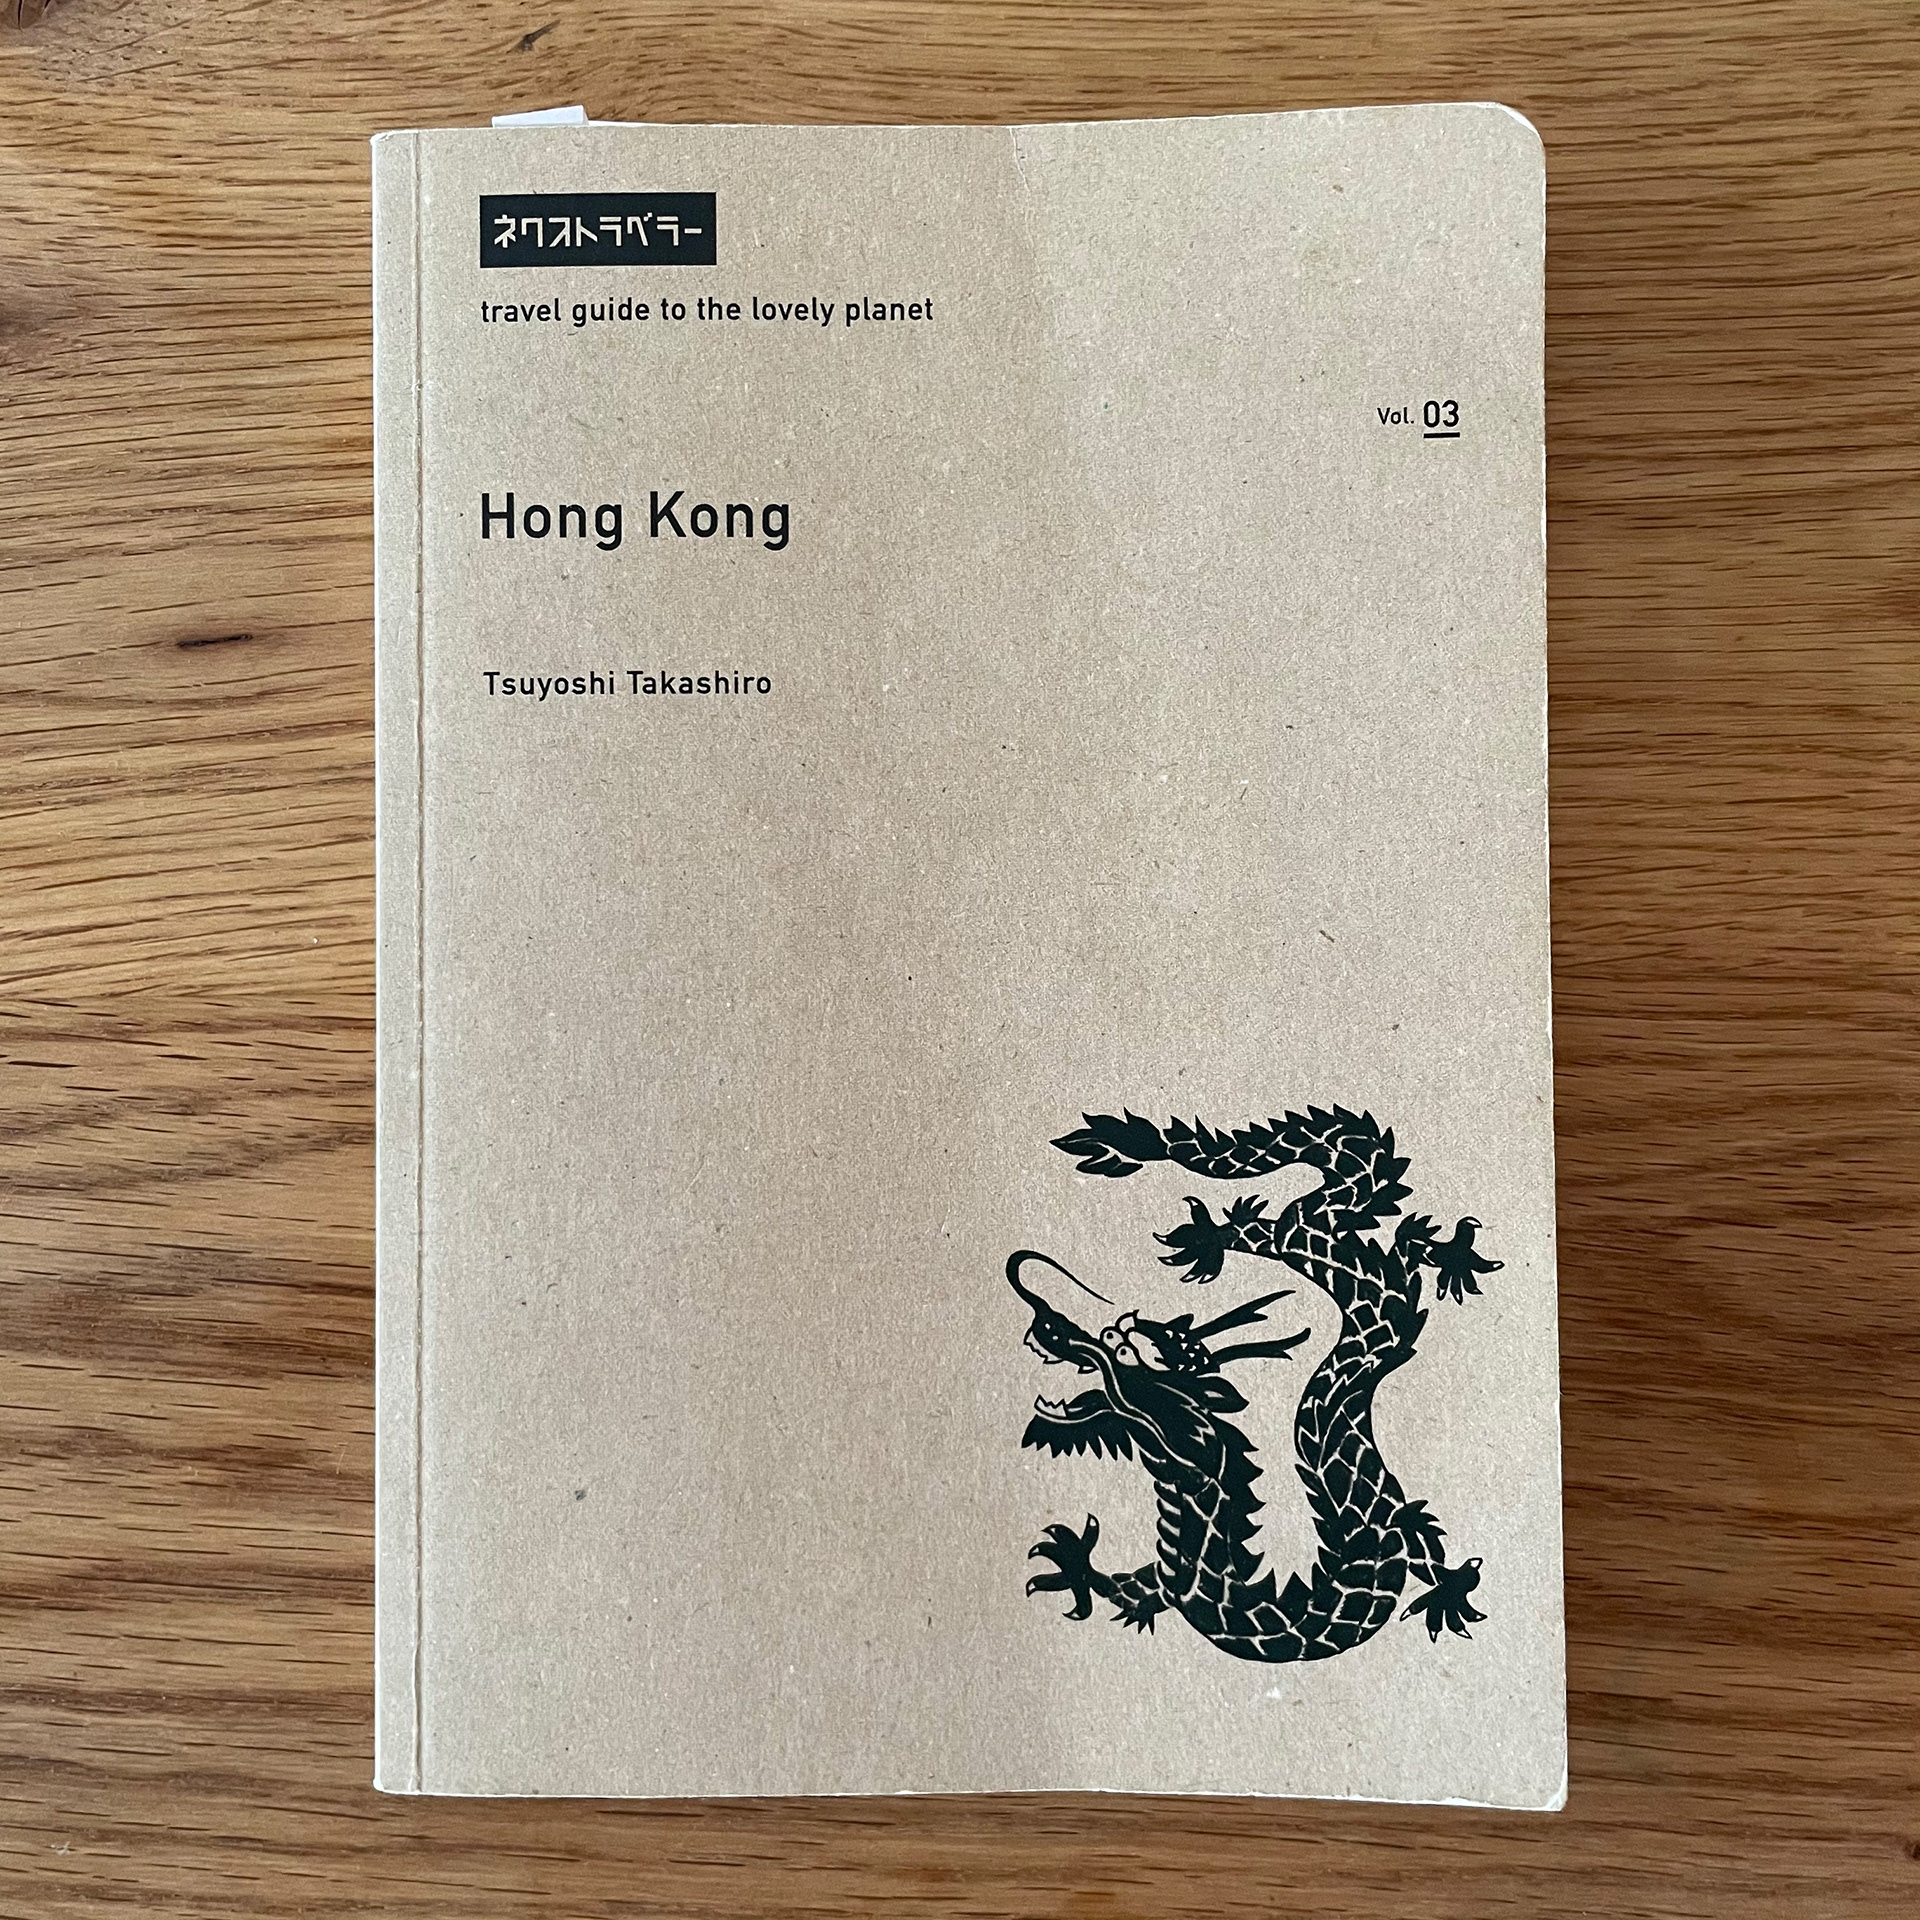 ネクストラベラー
travel guide to the lovely planet
Vol. 03
Hong Kong
Tsuyoshi Takashiro